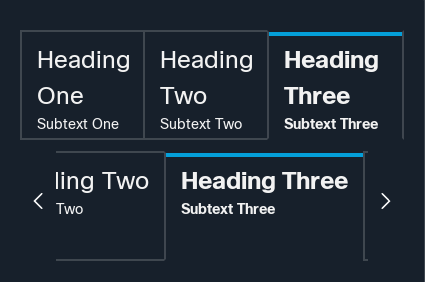 Heading
One
Subtext One
Heading
Two
Subtext Two
Heading
Three
Subtext Three
ling Two
Two
Heading Three
Subtext Three